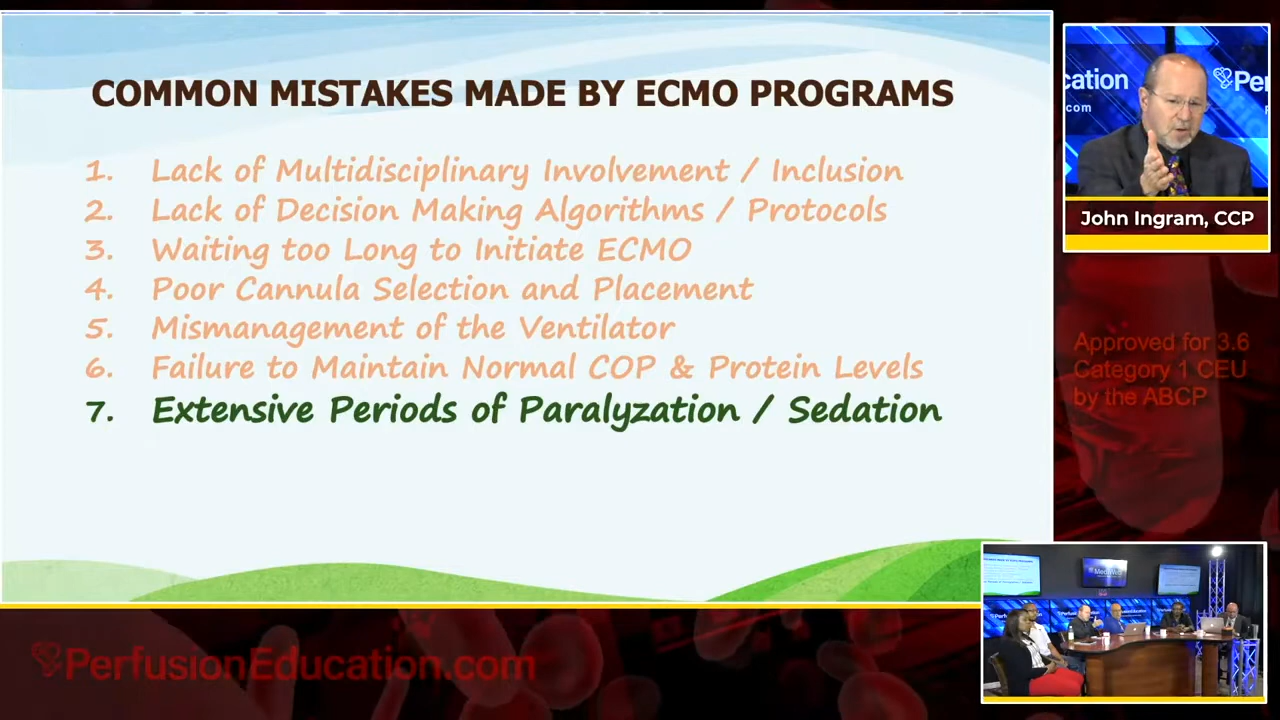 COMMON MISTAKES MADE BY ECMO PROGRAMS
1. Lack of Multidisciplinary Involvement / Inclusion
2. Lack of Decision Making Algorithms / Protocols
3. Waiting too Long to Initiate ECMO
4. Poor Cannula Selection and Placement
5. Mismanagement of the Ventilator
6. Failure to Maintain Normal COP & Protein Levels
7. Extensive Periods of Paralyzation / Sedation
cation
com
Per
John Ingram, CCP
Approved for 3.6
Category 1 CEU
by the ABCP
PerfusionEducation.com